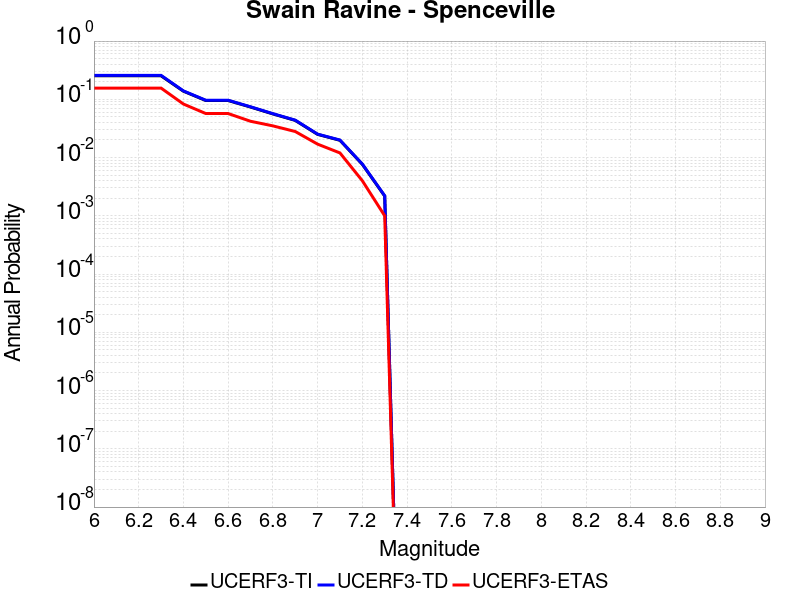 Swain Ravine - Spenceville
10^0
10^-1
10^-2
10^-3
10^-4
10^-5
10^-6
10^-7
10^-8
Annual Probability
6 6.2 6.4 6.6 6.8 7 7.2 7.4 7.6 7.8 8 8.2 8.4 8.6 8.8 9
Magnitude
UCERF3-TI UCERF3-TD UCERF3-ETAS